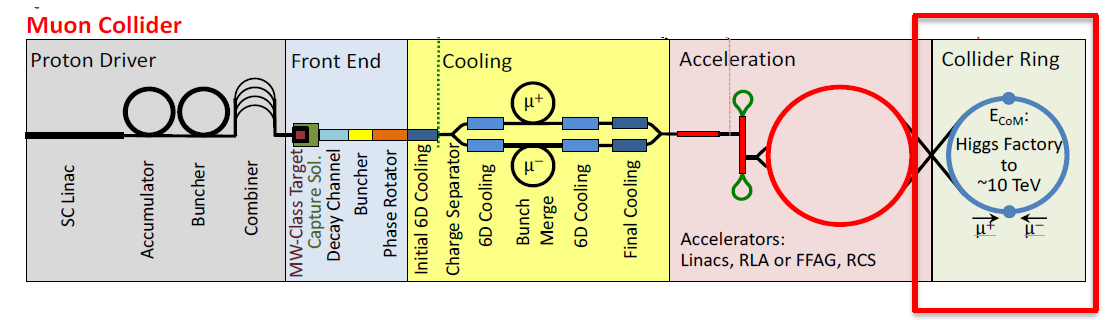 Muon Collider
Proton Driver
SC Linac
Accumulator
Buncher
Combiner
Front End
MW-Class Target
Capture Sol.
Decay Channel
Buncher
Phase Rotator
Cooling
Initial 6D Cooling
Charge Separator
6D Cooling
μ+
μ−
Bunch
Merge
6D Cooling
Final Cooling
Acceleration
Accelerators:
Linacs, RLA or FFAG, RCS
Collider Ring
ECoM:
Higgs Factory
to
~10 TeV
μ+ μ−